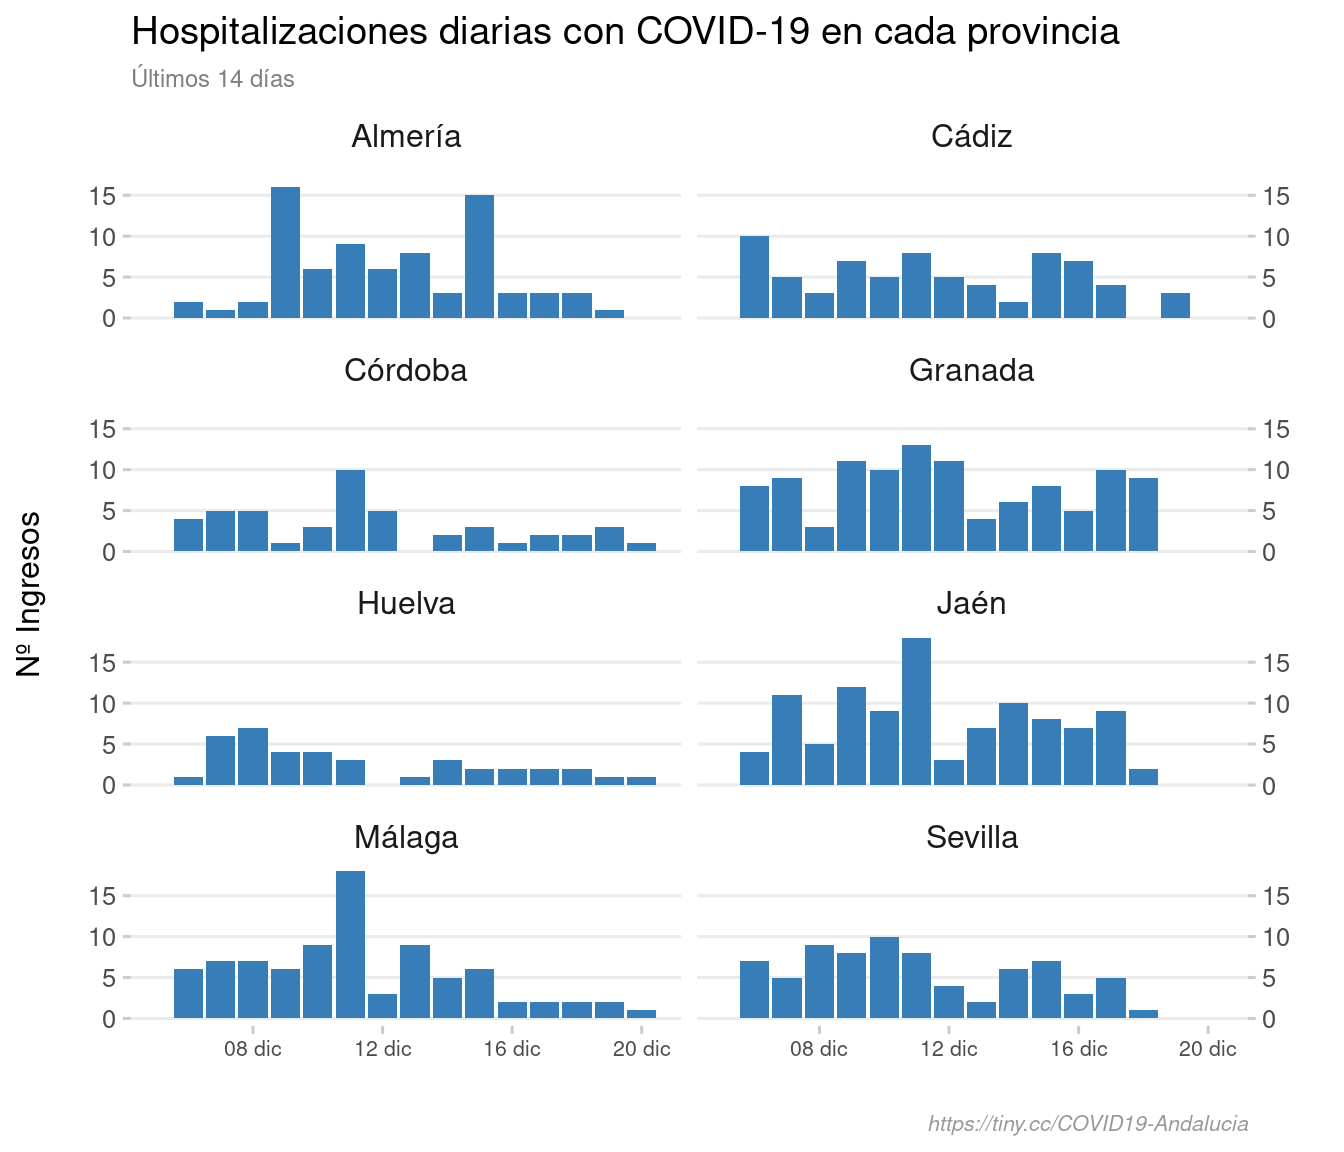 Hospitalizaciones diarias con COVID-19 en cada provincia
Últimos 14 días
Almería
Cádiz
15
15
10
10
5
5
0
0
Córdoba
Granada
15
15
10
10
5
5
0
0
Nº Ingresos
Huelva
Jaén
15
15
10
10
5
5
0
0
Málaga
Sevilla
15
15
10
10
5
5
0
0
08 dic 12 dic 16 dic 20 dic
08 dic 12 dic 16 dic 20 dic
https://tiny.cc/COVID19-Andalucia